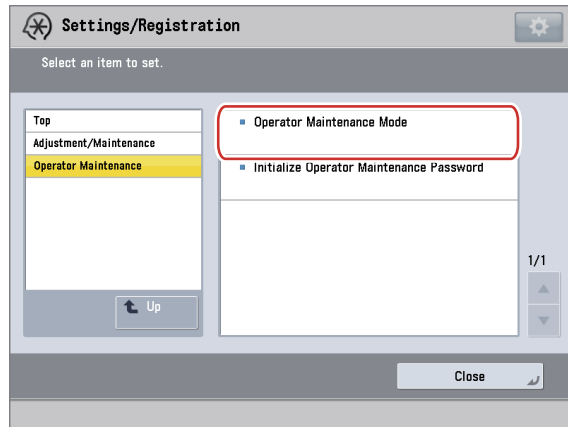 Settings/Registration
Select an item to set.
Top
Adjustment/Maintenance
Operator Maintenance
Up
Operator Maintenance Mode
Initialize Operator Maintenance Password
1/1
Close